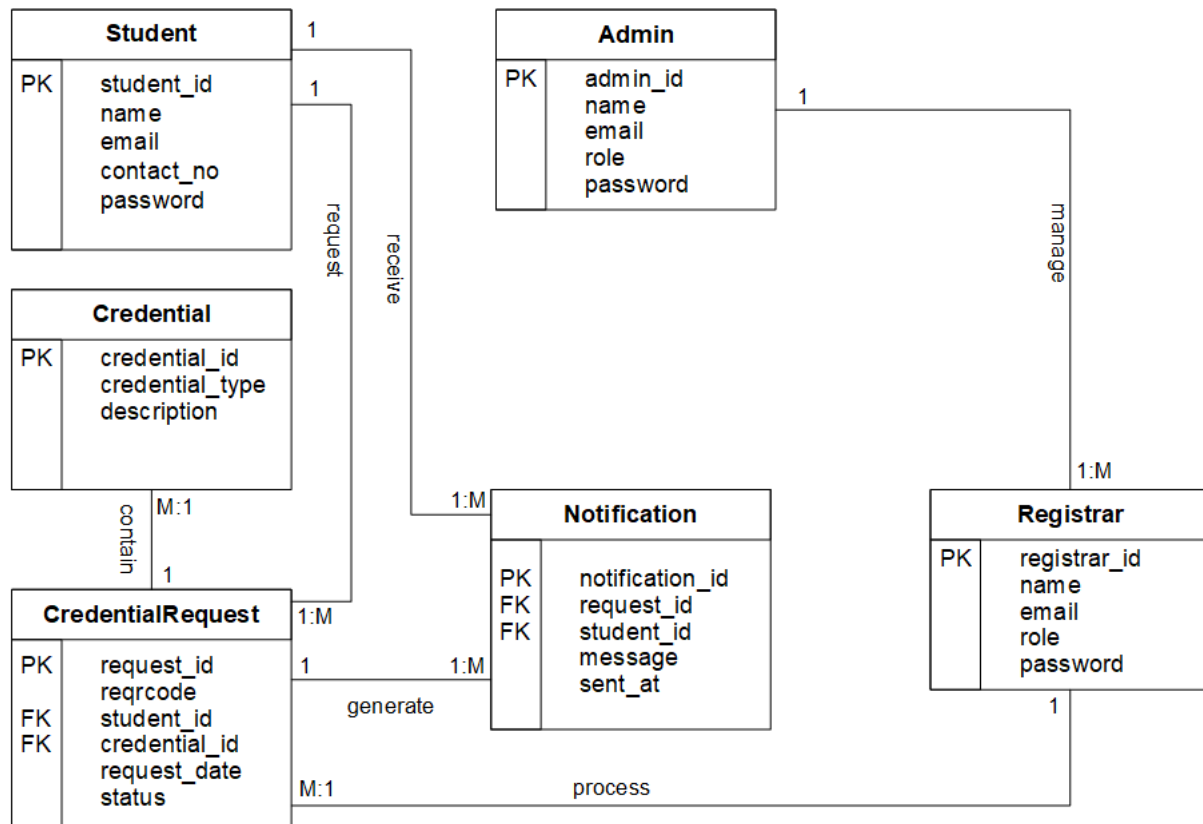 Student
PK student_id
name
email
contact_no
password
1
1
request
receive
Admin
PK admin_id
name
email
role
password
1
manage
Credential
PK credential_id
credential_type
description
M:1
contain
1
1:M
1:M
1:M
CredentialRequest
PK request_id
reqrcode
FK student_id
FK credential_id
request_date
status
1
generate
1:M
Notification
PK notification_id
FK request_id
FK student_id
message
sent_at
Registrar
PK registrar_id
name
email
role
password
1
M:1
process